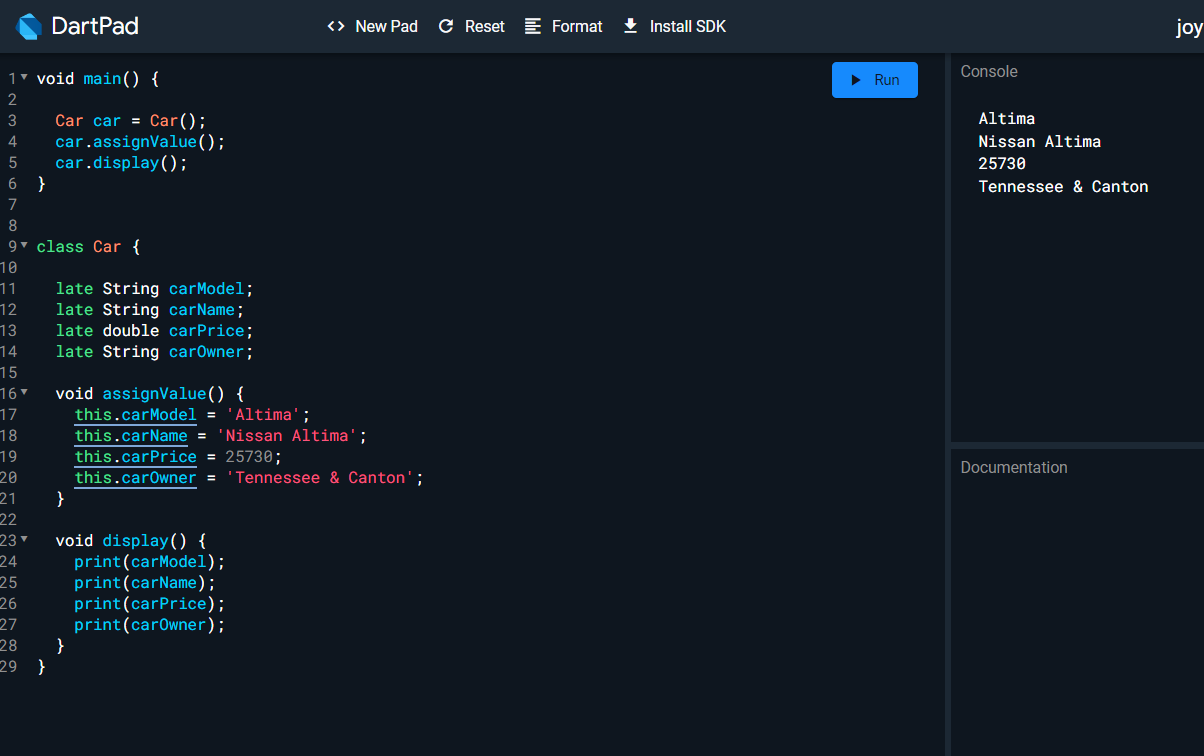 DartPad
<> New Pad Reset Format Install SDK
joy
Run
1 void main() {
2
3 Car car = Car();
4 car.assignValue();
5 car.display();
6 }
7
8
9 class Car {
10
11 late String carModel;
12 late String carName;
13 late double carPrice;
14 late String carOwner;
15
16 void assignValue() {
17 this.carModel = 'Altima';
18 this.carName = 'Nissan Altima';
19 this.carPrice = 25730;
20 this.carOwner = 'Tennessee & Canton';
21 }
22
23 void display() {
24 print(carModel);
25 print(carName);
26 print(carPrice);
27 print(carOwner);
28 }
29 }
Console
Altima
Nissan Altima
25730
Tennessee & Canton
Documentation